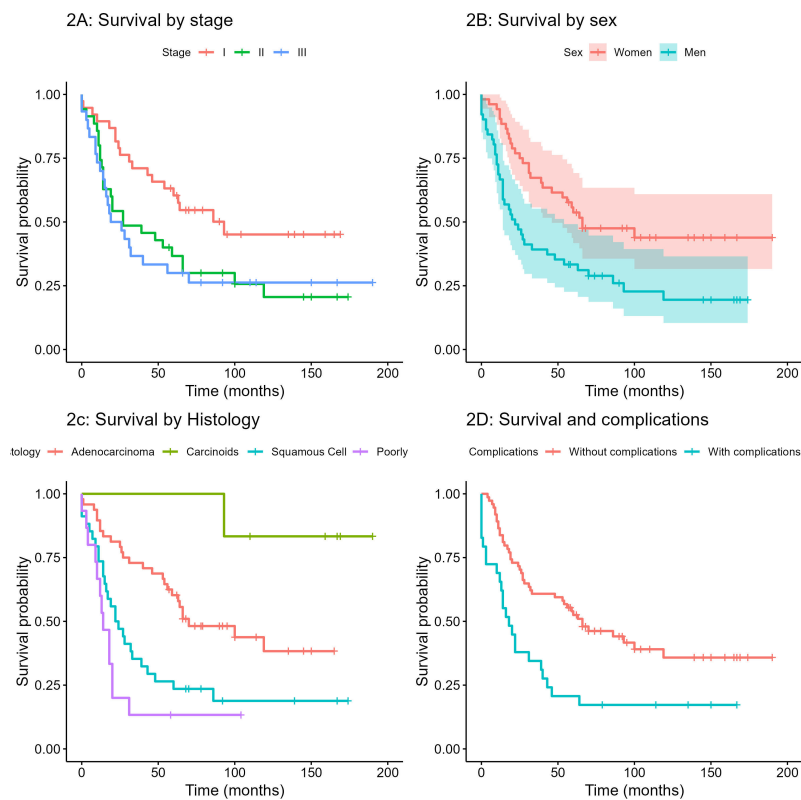 2A: Survival by stage
Stage I II III
Survival probability
1.00
0.75
0.50
0.25
0.00
0 50 100 150 200
Time (months)
2B: Survival by sex
Sex Women Men
Survival probability
1.00
0.75
0.50
0.25
0.00
0 50 100 150 200
Time (months)
2c: Survival by Histology
tology Adenocarcinoma Carcinoids Squamous Cell Poorly
Survival probability
1.00
0.75
0.50
0.25
0.00
0 50 100 150 200
Time (months)
2D: Survival and complications
Complications Without complications With complications
Survival probability
1.00
0.75
0.50
0.25
0.00
0 50 100 150 200
Time (months)